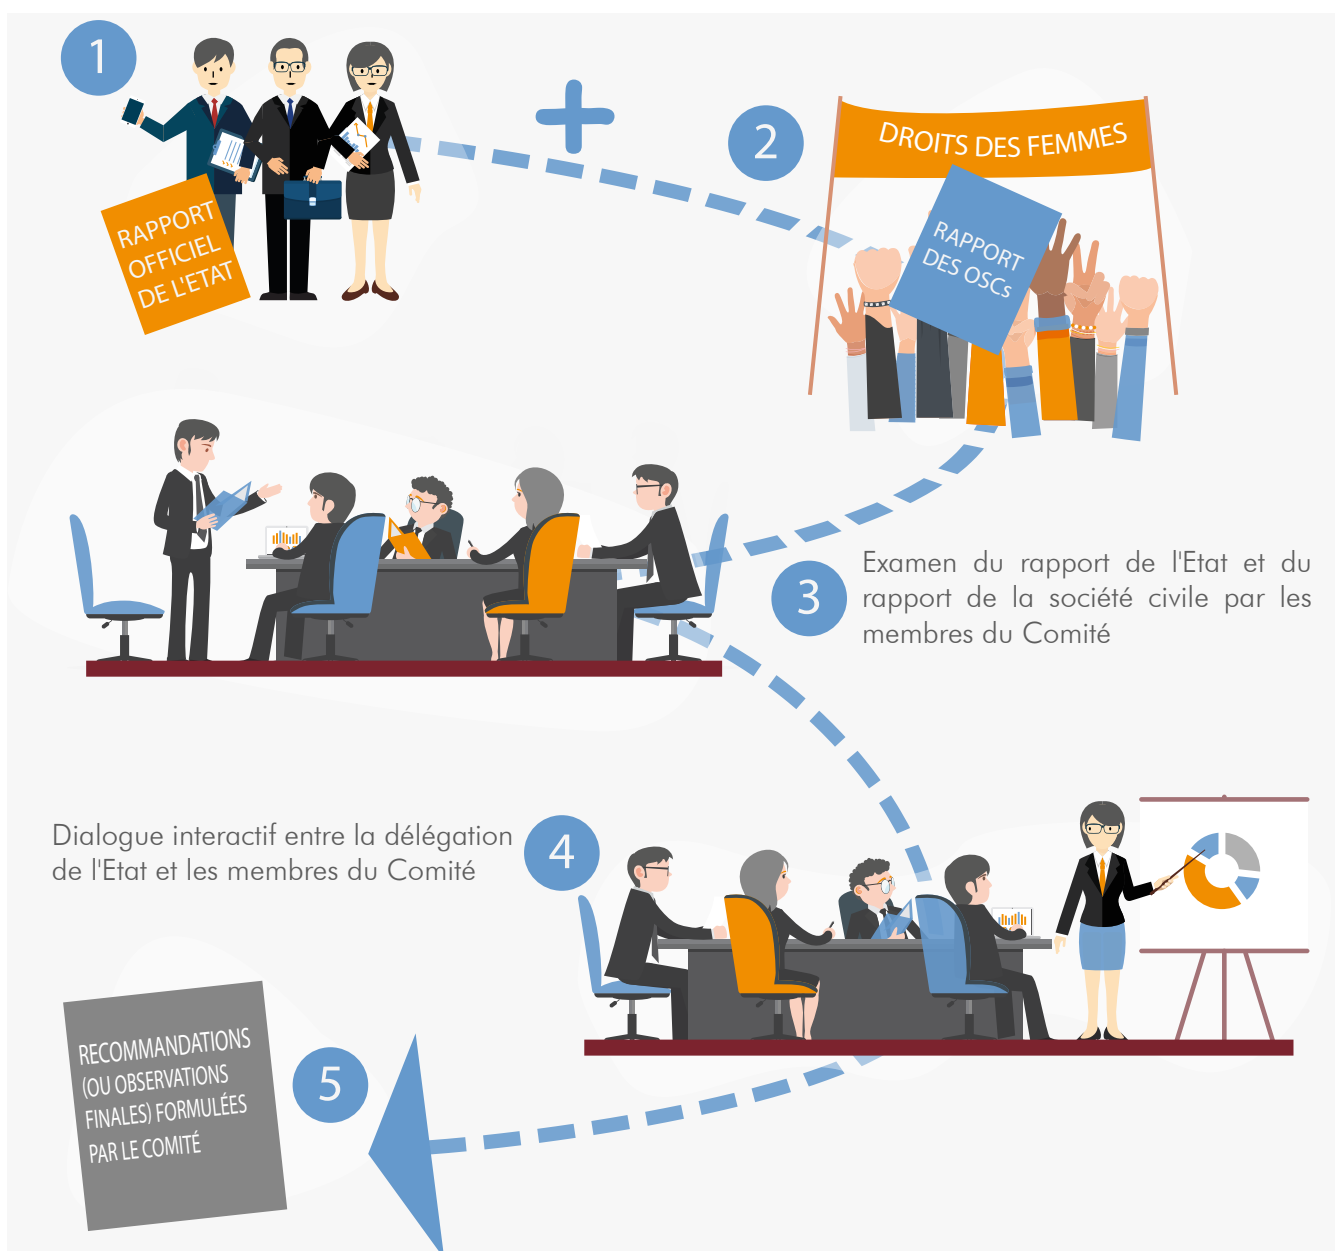 1
RAPPORT
OFFICIEL
DE L'ETAT
2
DROITS DES FEMMES
RAPPORT
DES OSCs
3
Examen du rapport de l'Etat et du
rapport de la société civile par les
membres du Comité
4
Dialogue interactif entre la délégation
de l'Etat et les membres du Comité
5
RECOMMANDATIONS
(OU OBSERVATIONS
FINALES) FORMULÉES
PAR LE COMITÉ